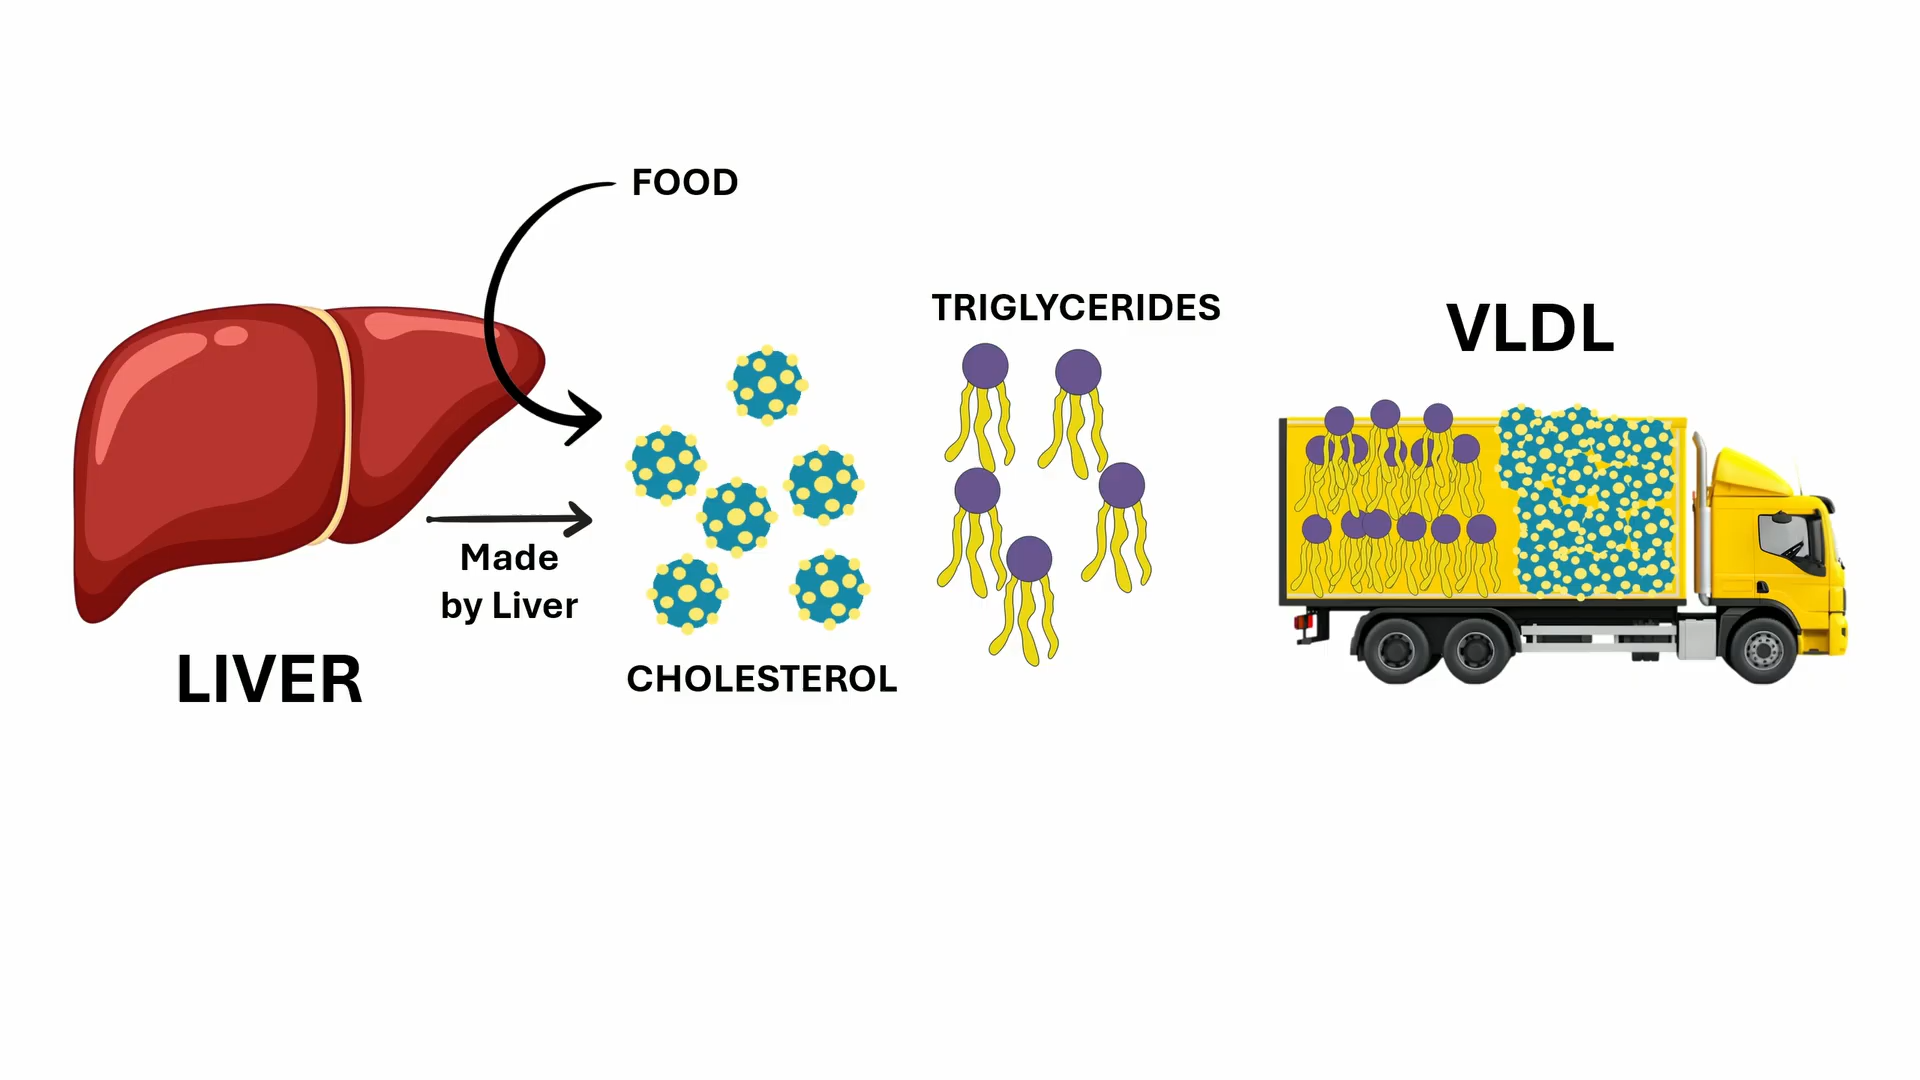 FOOD
TRIGLYCERIDES
VLDL
Made
by Liver
LIVER
CHOLESTEROL